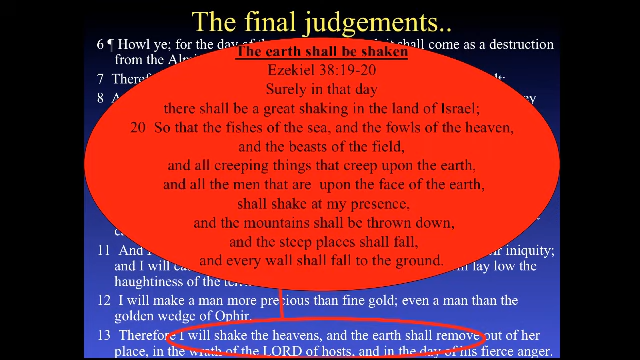 The final judgements..
6 ¶ Howl ye; for the day of the
shall come as a destruction
from the
The earth shall be shaken
Ezekiel 38:19-20
7
Surely in that day
8
there shall be a great shaking in the land of Israel;
20 So that the fishes of the sea, and the fowls of the heaven,
and the beasts of the field,
and all creeping things that creep upon the earth,
and all the men that are upon the face of the earth,
shall shake at my presence,
and the mountains shall be thrown down,
and the steep places shall fall,
11 And
iniquity;
and every wall shall fall to the ground.
and I will
lay low the
haughtiness of the
12 I will make a man more precious than fine gold; even a man than the
golden wedge of Ophir.
13 Therefore I will shake the heavens, and the earth shall remove out of her
place, in the wrath of the LORD of hosts, and in the day of his fierce anger.